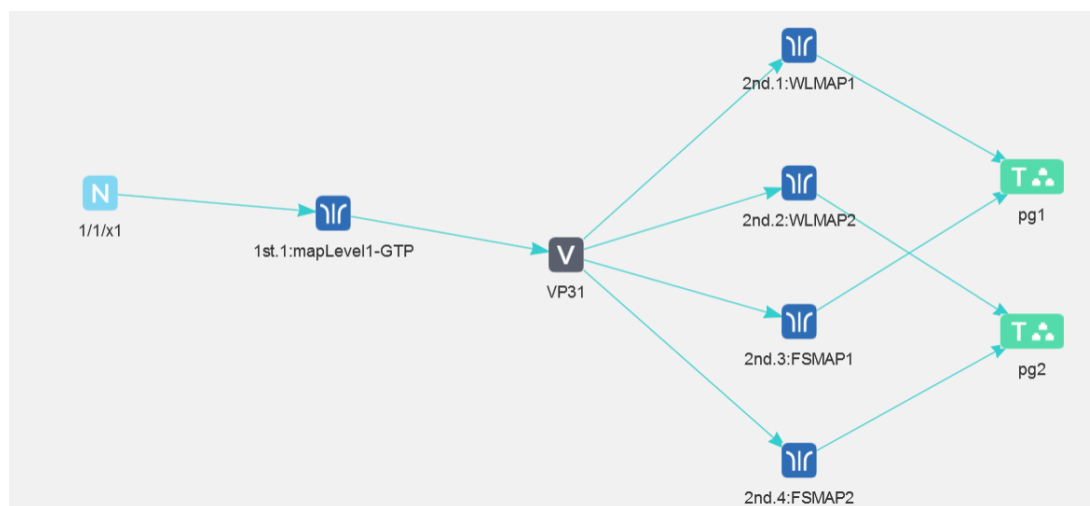 2nd.1:WLMAP1
N
1/1/x1
1st.1:mapLevel1-GTP
V
VP31
2nd.2:WLMAP2
2nd.3:FSMAP1
2nd.4:FSMAP2
T
pg1
T
pg2